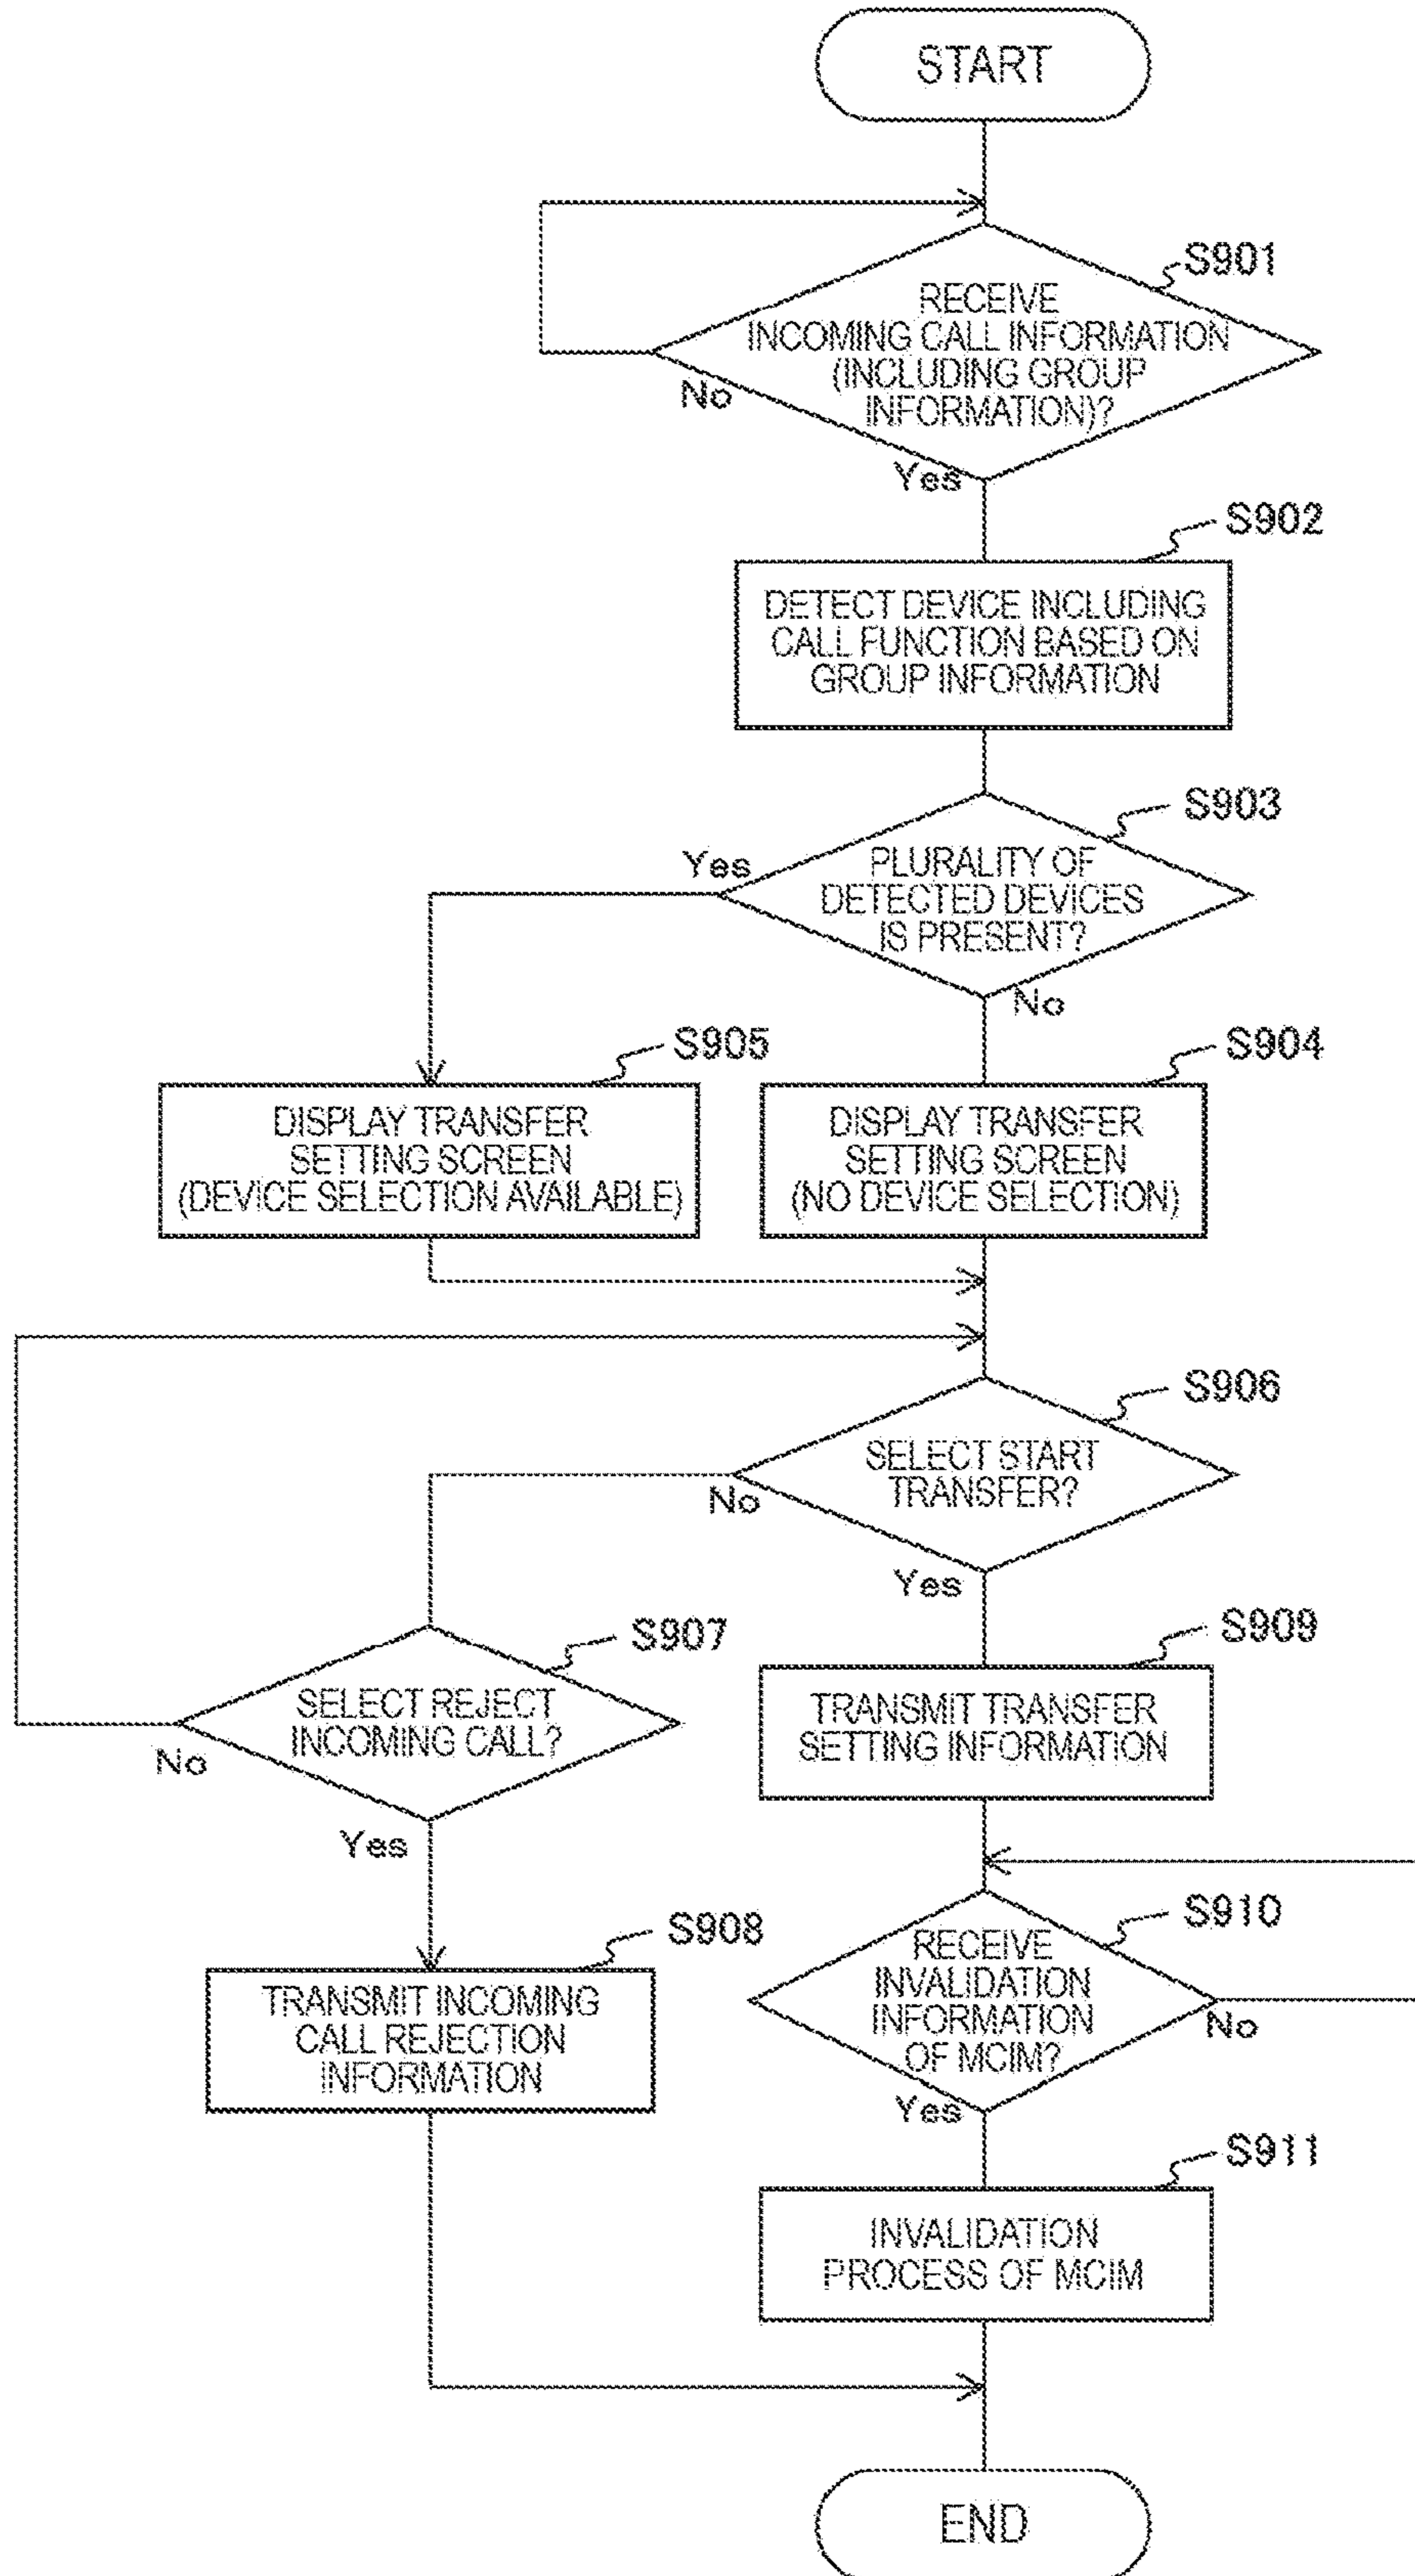 START
S901
RECEIVE
INCOMING CALL INFORMATION
(INCLUDING GROUP
INFORMATION)?
No
Yes
S902
DETECT DEVICE INCLUDING
CALL FUNCTION BASED ON
GROUP INFORMATION
S903
Yes
PLURALITY OF
DETECTED DEVICES
IS PRESENT?
No
S905
DISPLAY TRANSFER
SETTING SCREEN
(DEVICE SELECTION AVAILABLE)
S904
DISPLAY TRANSFER
SETTING SCREEN
(NO DEVICE SELECTION)
S906
SELECT START
TRANSFER?
No
Yes
S907
SELECT REJECT
INCOMING CALL?
No
Yes
S909
TRANSMIT TRANSFER
SETTING INFORMATION
S908
TRANSMIT INCOMING
CALL REJECTION
INFORMATION
S910
RECEIVE
INVALIDATION
INFORMATION
OF MCIM?
No
Yes
S911
INVALIDATION
PROCESS OF MCIM
END